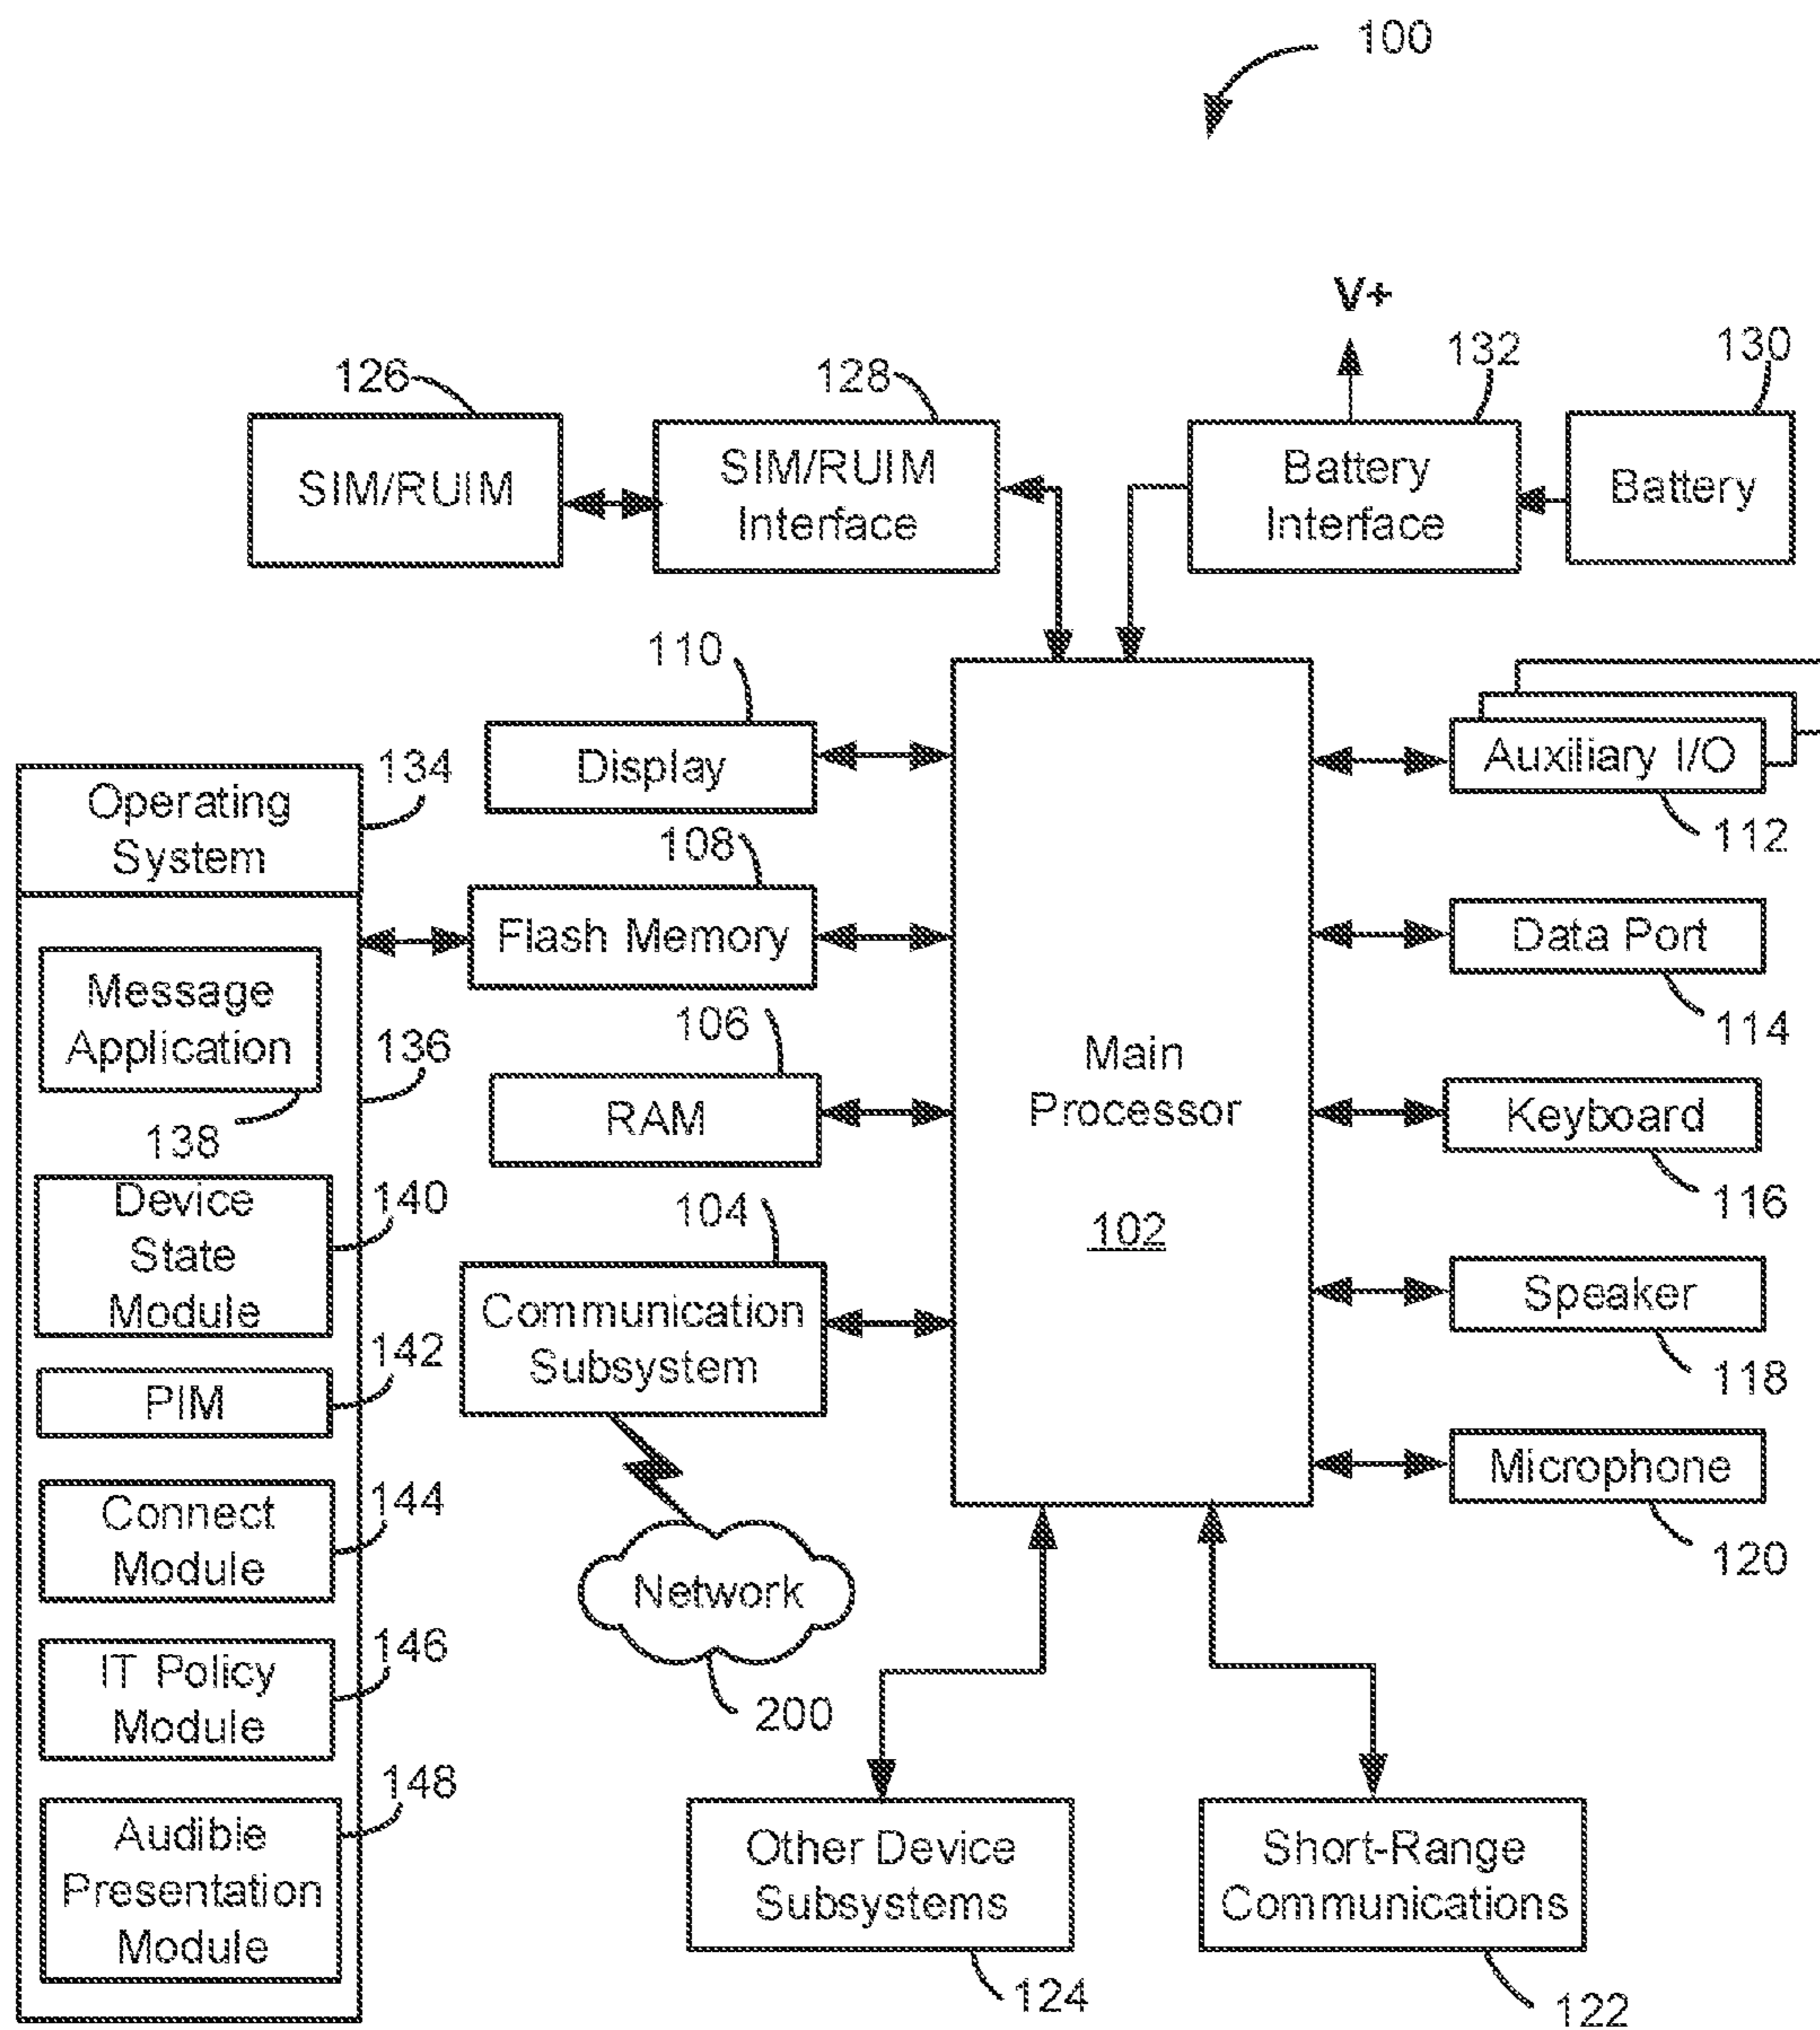 100
V+
126
128
132
130
SIM/RUIM
SIM/RUIM
Interface
Battery
Interface
Battery
110
Display
Auxiliary I/O
112
134
Operating
System
108
Flash Memory
Data Port
114
Message
Application
138
136
106
RAM
Main
Processor
102
Keyboard
116
Device
State
Module
140
104
Communication
Subsystem
Speaker
118
PIM
142
Microphone
120
Connect
Module
144
Network
200
IT Policy
Module
146
Audible
Presentation
Module
148
Other Device
Subsystems
124
Short-Range
Communications
122